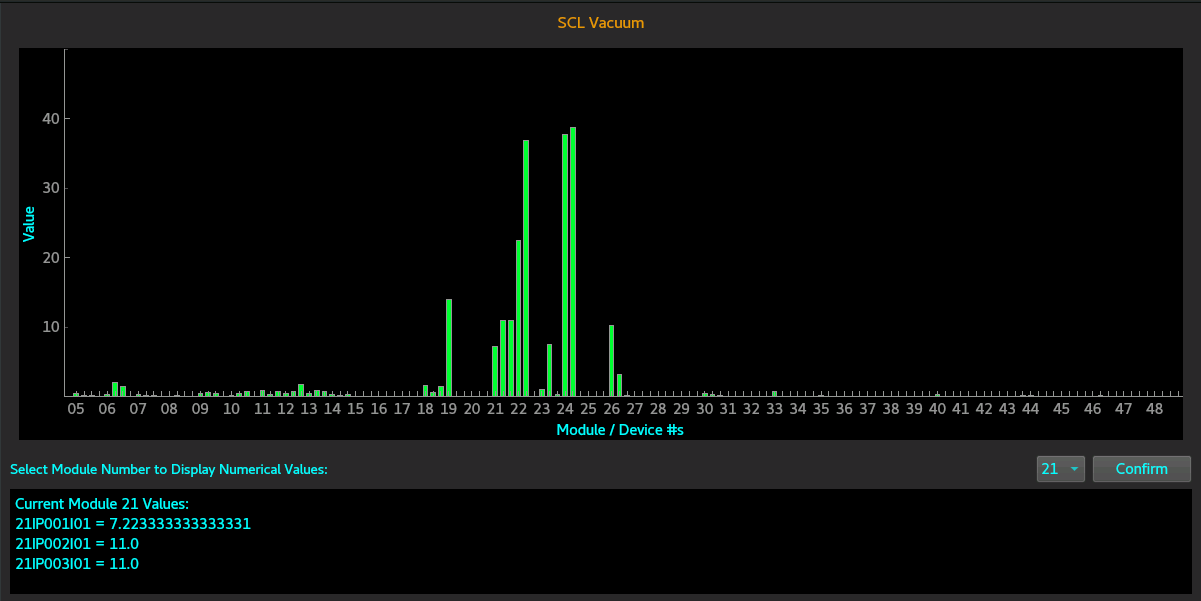 SCL Vacuum
40
30
20
10
Value
05 06 07 08 09 10 11 12 13 14 15 16 17 18 19 20 21 22 23 24 25 26 27 28 29 30 31 32 33 34 35 36 37 38 39 40 41 42 43 44 45 46 47 48
Module / Device #s
Select Module Number to Display Numerical Values:
21
Confirm
Current Module 21 Values:
21IP001I01 = 7.223333333333331
21IP002I01 = 11.0
21IP003I01 = 11.0